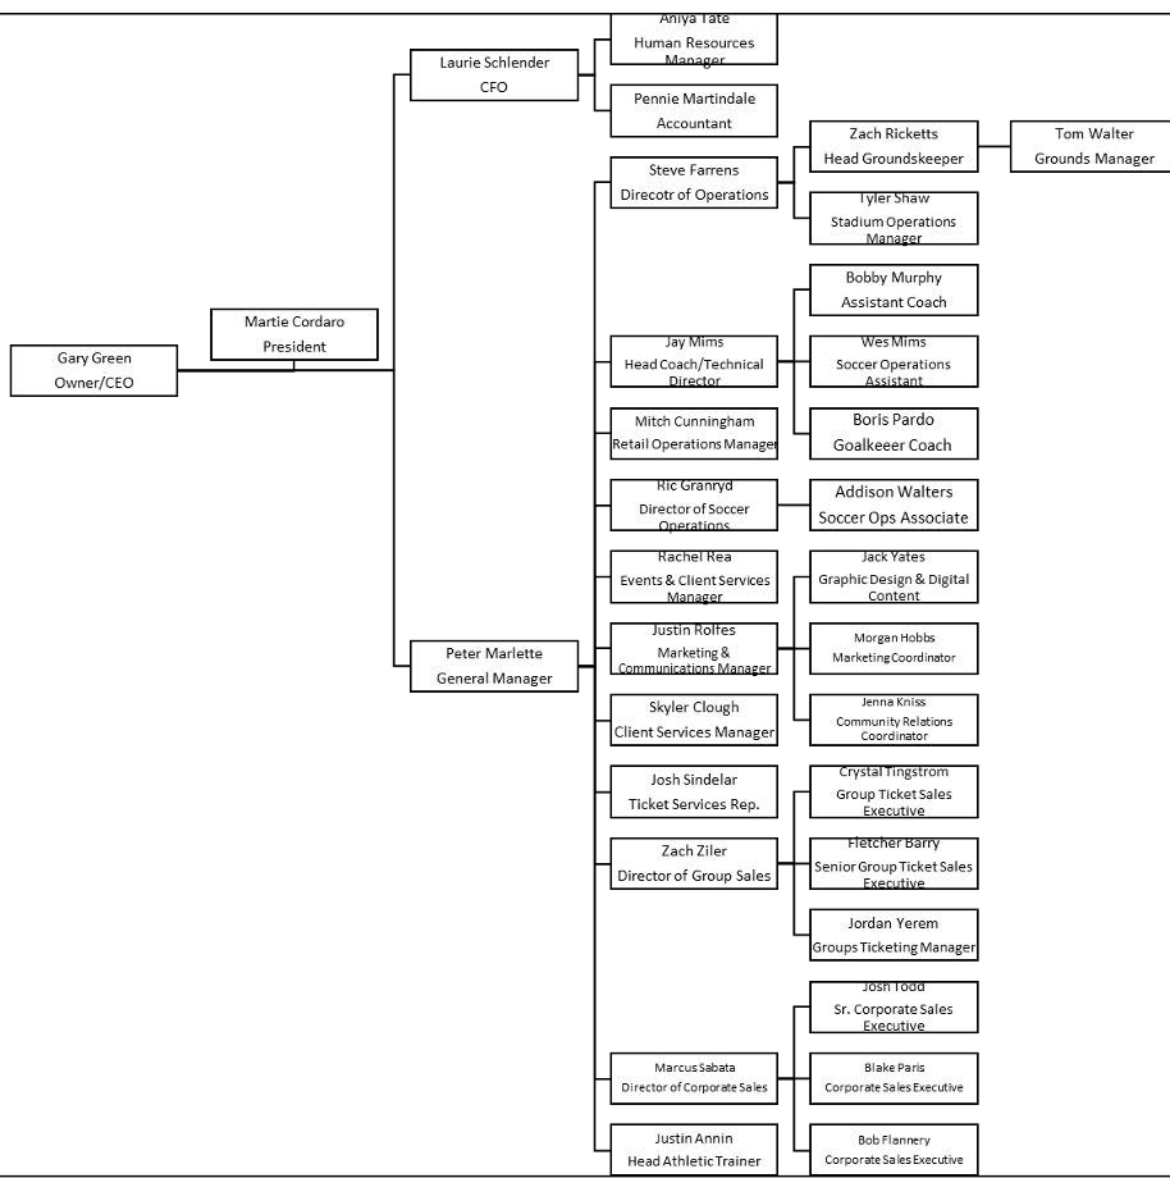 Aniya Tate
Human Resources
Manager
Laurie Schlender
CFO
Pennie Martindale
Accountant
Zach Ricketts
Head Groundskeeper
Tom Walter
Grounds Manager
Steve Farrens
Direcotr of Operations
Tyler Shaw
Stadium Operations
Manager
Bobby Murphy
Assistant Coach
Martie Cordaro
President
Gary Green
Owner/CEO
Jay Mims
Head Coach/Technical
Director
Wes Mims
Soccer Operations
Assistant
Mitch Cunningham
Retail Operations Manager
Boris Pardo
Goalkeeer Coach
Ric Granryd
Director of Soccer
Operations
Addison Walters
Soccer Ops Associate
Rachel Rea
Events & Client Services
Manager
Jack Yates
Graphic Design & Digital
Content
Justin Rolfes
Marketing &
Communications Manager
Morgan Hobbs
Marketing Coordinator
Peter Marlette
General Manager
Skyler Clough
Client Services Manager
Jenna Kniss
Community Relations
Coordinator
Josh Sindelar
Ticket Services Rep.
Crystal Tingstrom
Group Ticket Sales
Executive
Zach Ziler
Director of Group Sales
Fletcher Barry
Senior Group Ticket Sales
Executive
Jordan Yerem
Groups Ticketing Manager
Josh Todd
Sr. Corporate Sales
Executive
Marcus Sabata
Director of Corporate Sales
Blake Paris
Corporate Sales Executive
Justin Annin
Head Athletic Trainer
Bob Flannery
Corporate Sales Executive